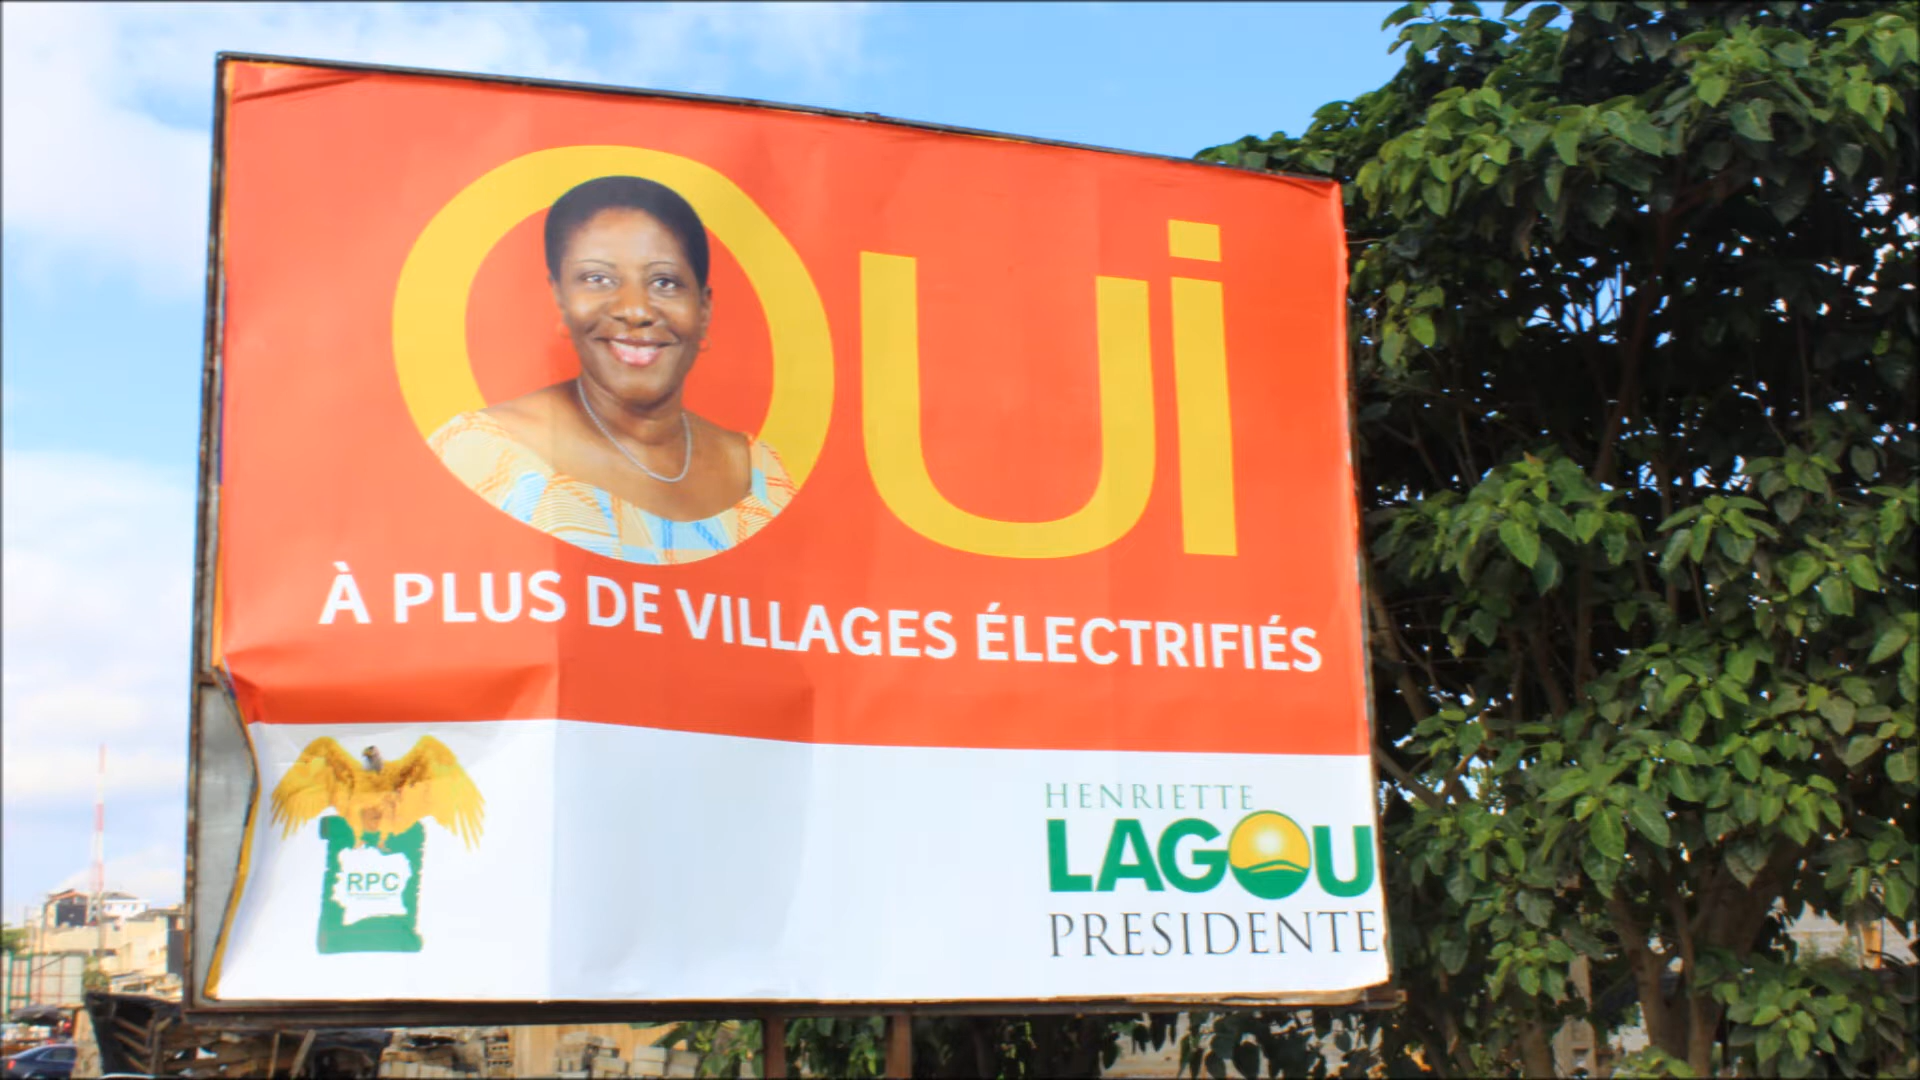 Oui
À PLUS DE VILLAGES ÉLECTRIFIÉS
RPC
HENRIETTE
LAGOU
PRESIDENTE